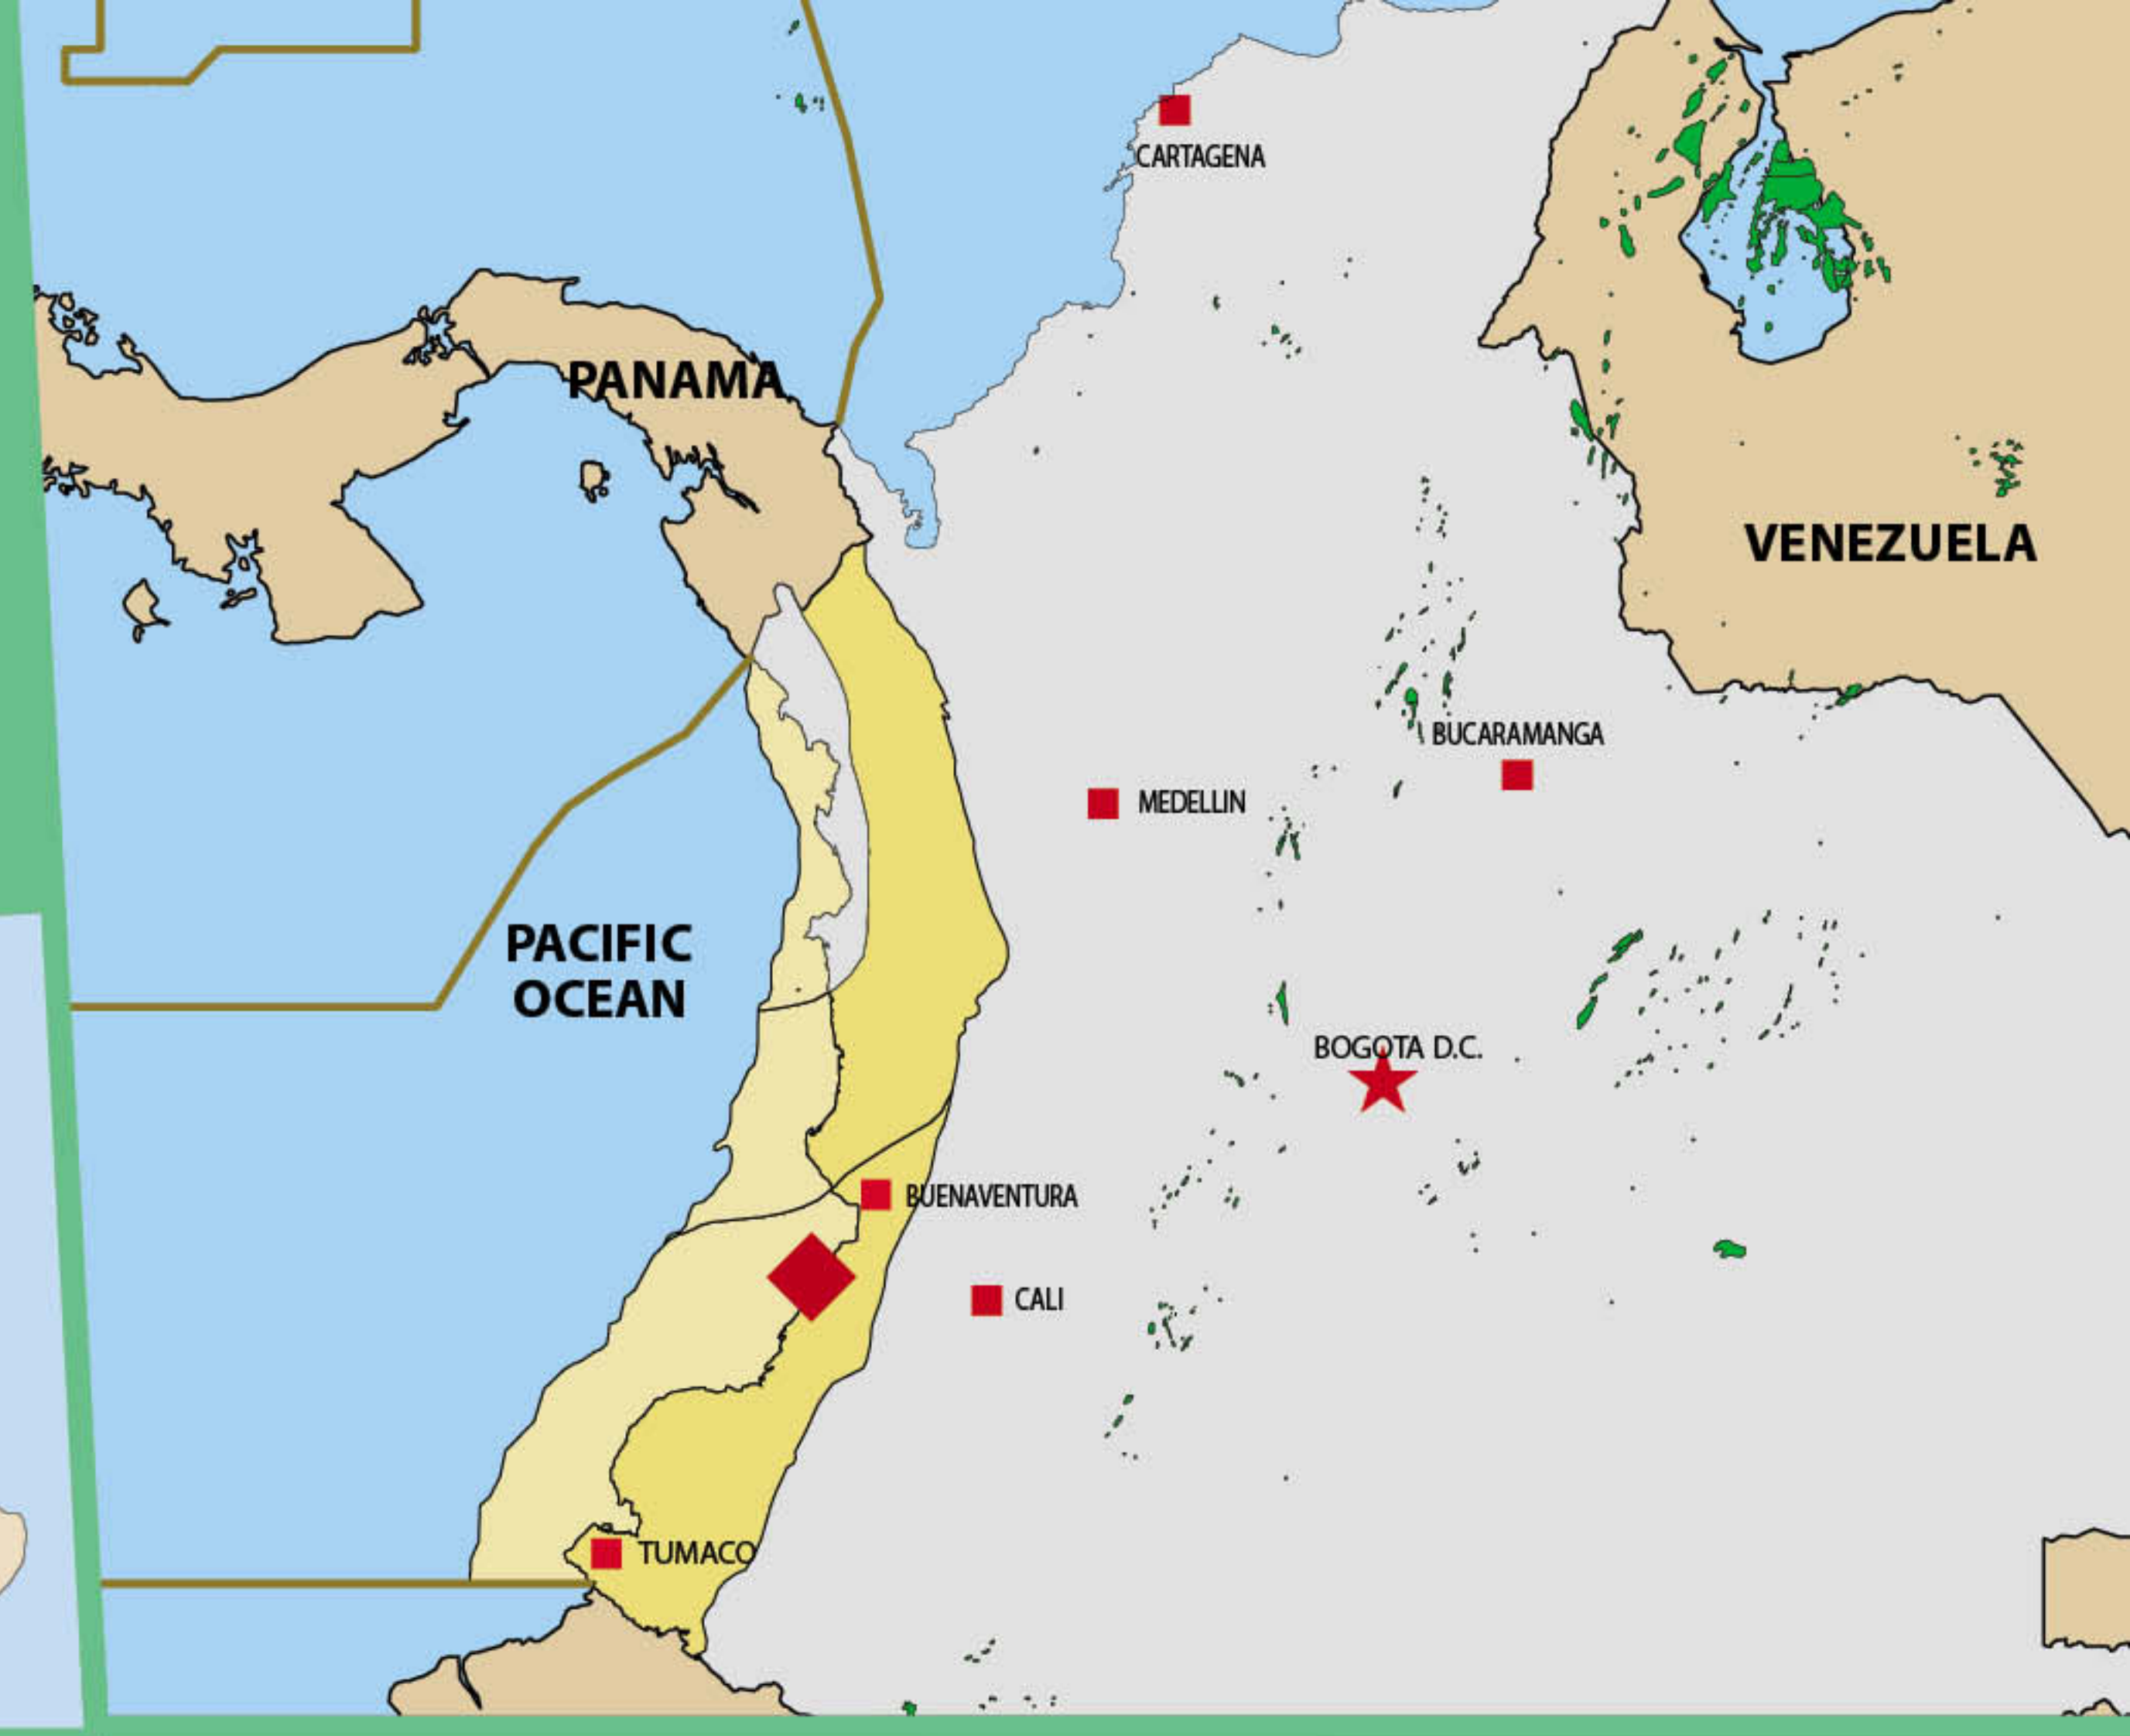 CARTAGENA
PANAMA
VENEZUELA
BUCARAMANGA
MEDELLIN
PACIFIC
OCEAN
BOGOTA D.C.
BUENAVENTURA
CALI
TUMACO